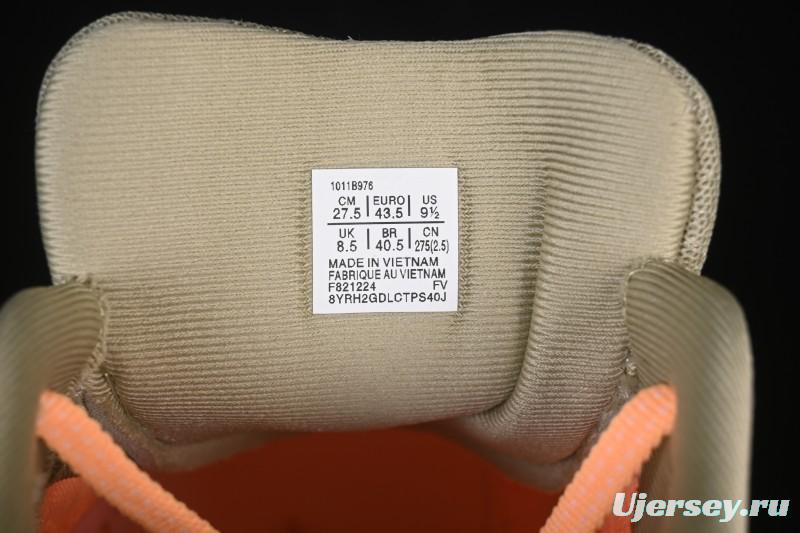 1011B976
CM EURO US
27.5 43.5 9½
UK BR CN
8.5 40.5 275(2.5)
MADE IN VIETNAM
FABRIQUE AU VIETNAM
F821224 FV
8YRH2GDLCTPS40J
Ujersey.ru